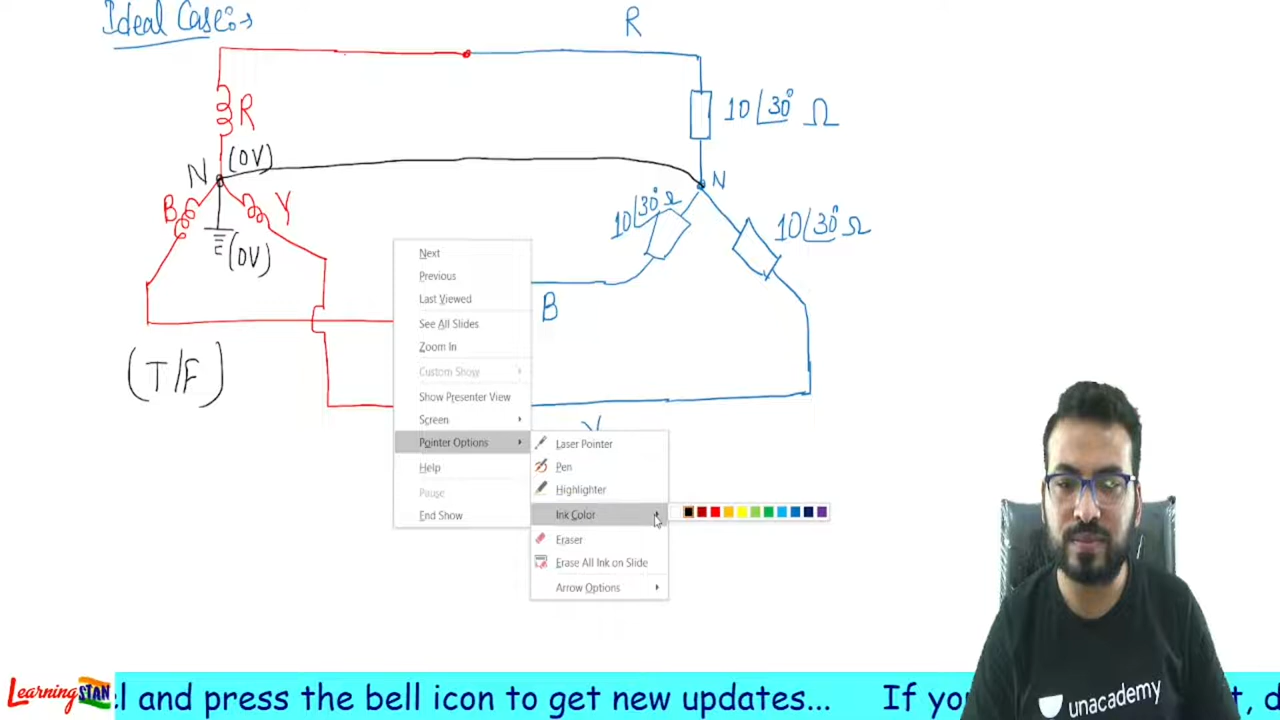 Ideal Case:→
R
R
10∠30° Ω
N
(0V)
N
B
Y
10∠30° Ω
10∠30° Ω
(0V)
B
(T/F)
Y
Next
Previous
Last Viewed
See All Slides
Zoom In
Custom Show
Show Presenter View
Screen
Pointer Options
Help
Pause
End Show
Laser Pointer
Pen
Highlighter
Ink Color
Eraser
Erase All Ink on Slide
Arrow Options
unacademy
Learning STAN
and press the bell icon to get new updates... If